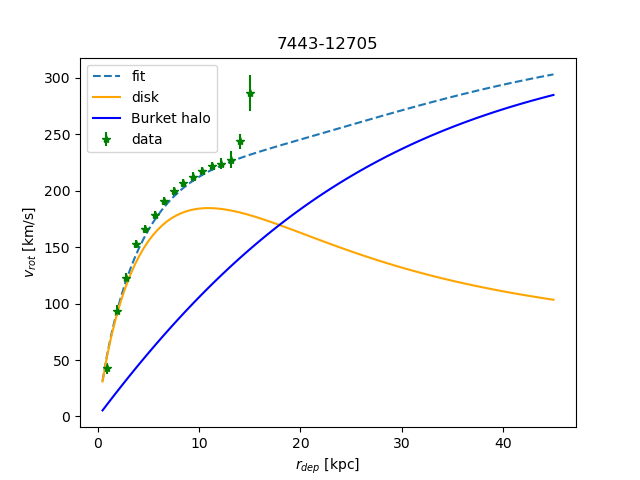 7443-12705
fit
disk
Burket halo
data
300
250
200
150
100
50
0
v_rot [km/s]
0 10 20 30 40
r_dep [kpc]